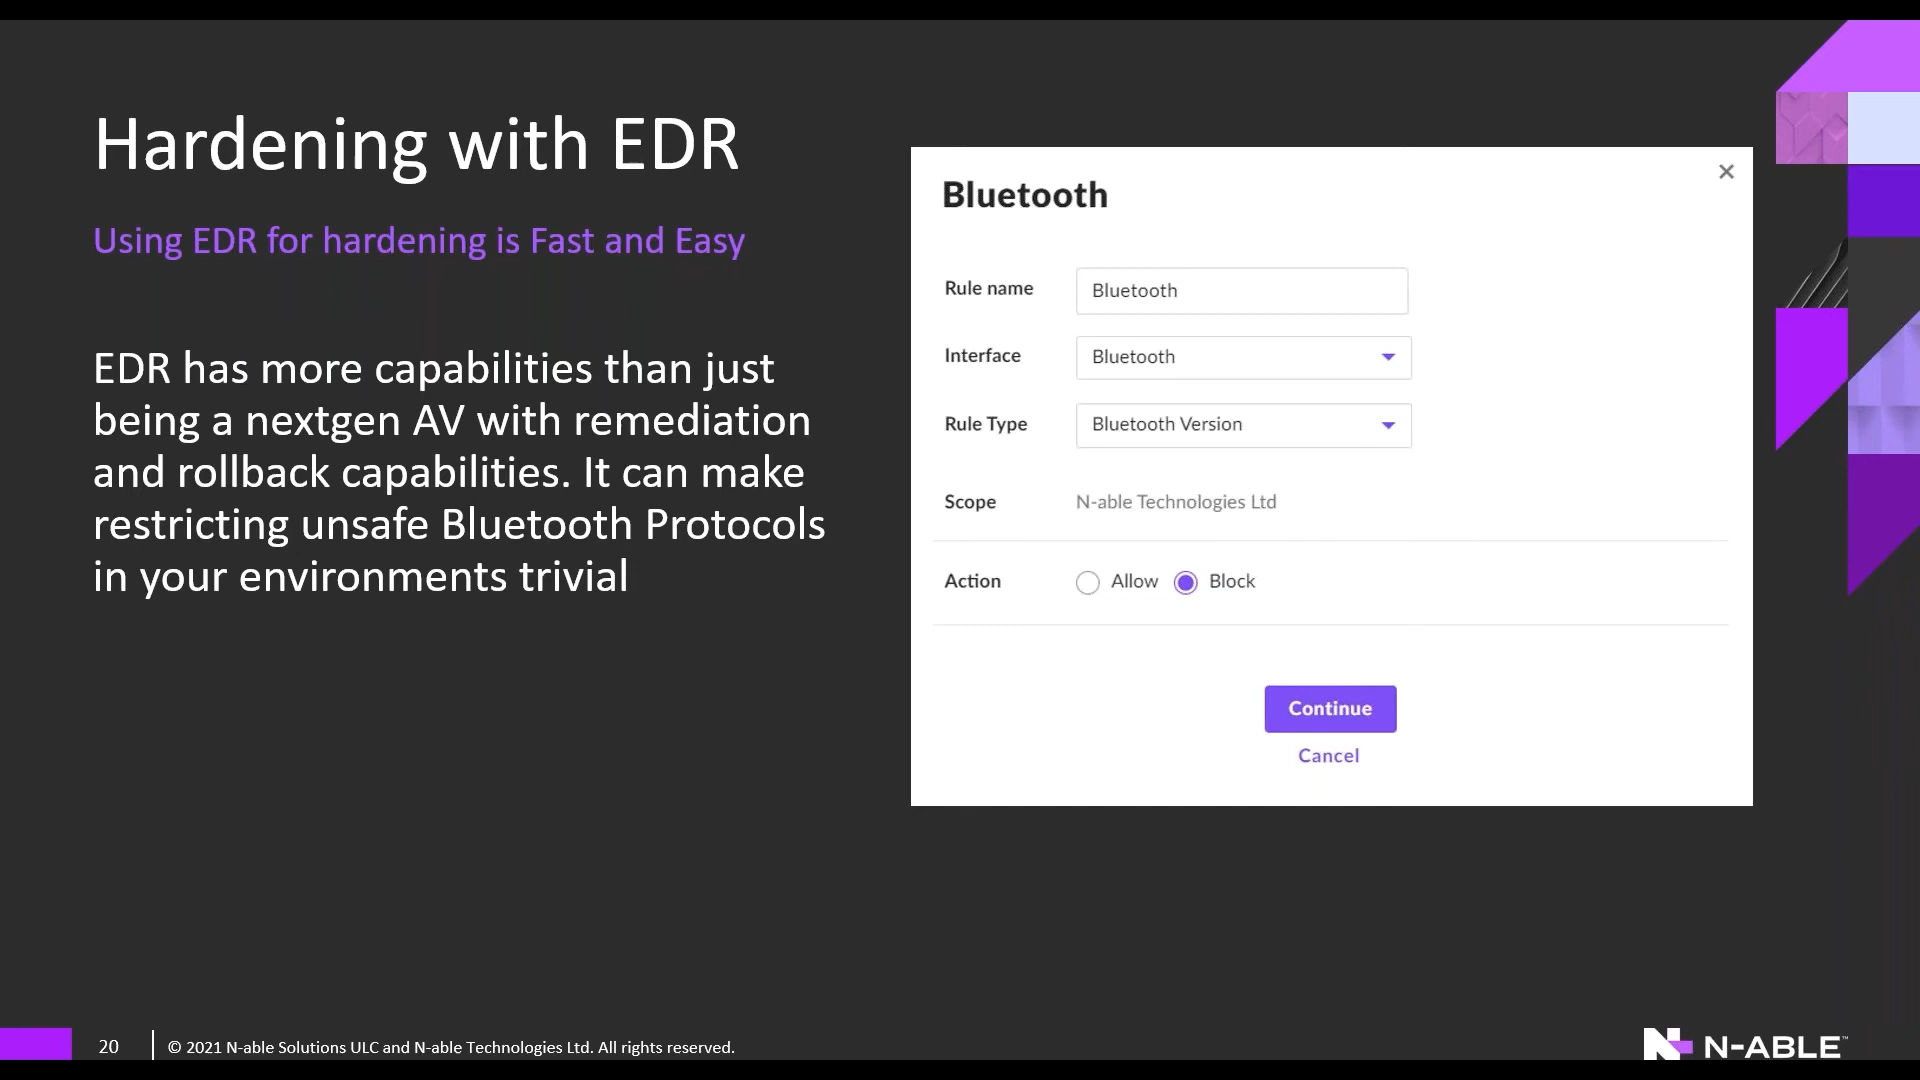 Hardening with EDR
Using EDR for hardening is Fast and Easy
EDR has more capabilities than just
being a nextgen AV with remediation
and rollback capabilities. It can make
restricting unsafe Bluetooth Protocols
in your environments trivial
Bluetooth
×
Rule name Bluetooth
Interface Bluetooth
Rule Type Bluetooth Version
Scope N-able Technologies Ltd
Action Allow Block
Continue
Cancel
20 © 2021 N-able Solutions ULC and N-able Technologies Ltd. All rights reserved.
N-ABLE™